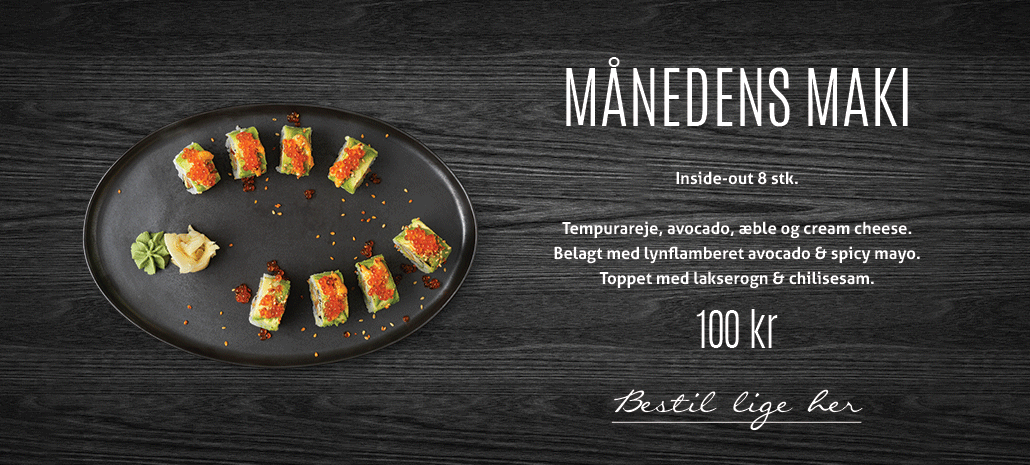 MÅNEDENS MAKI
Inside-out 8 stk.
Tempurareje, avocado, æble og cream cheese.
Belagt med lynflamberet avocado & spicy mayo.
Toppet med lakserogn & chilisesam.
100 kr
Bestil lige her